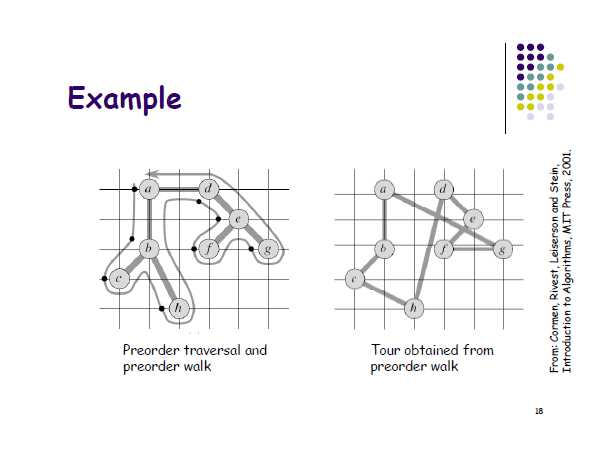 Example
a
d
e
b
f
g
c
h
a
d
e
b
f
g
c
h
Preorder traversal and
preorder walk
Tour obtained from
preorder walk
From: Cormen, Rivest, Leiserson and Stein,
Introduction to Algorithms, MIT Press, 2001.
18